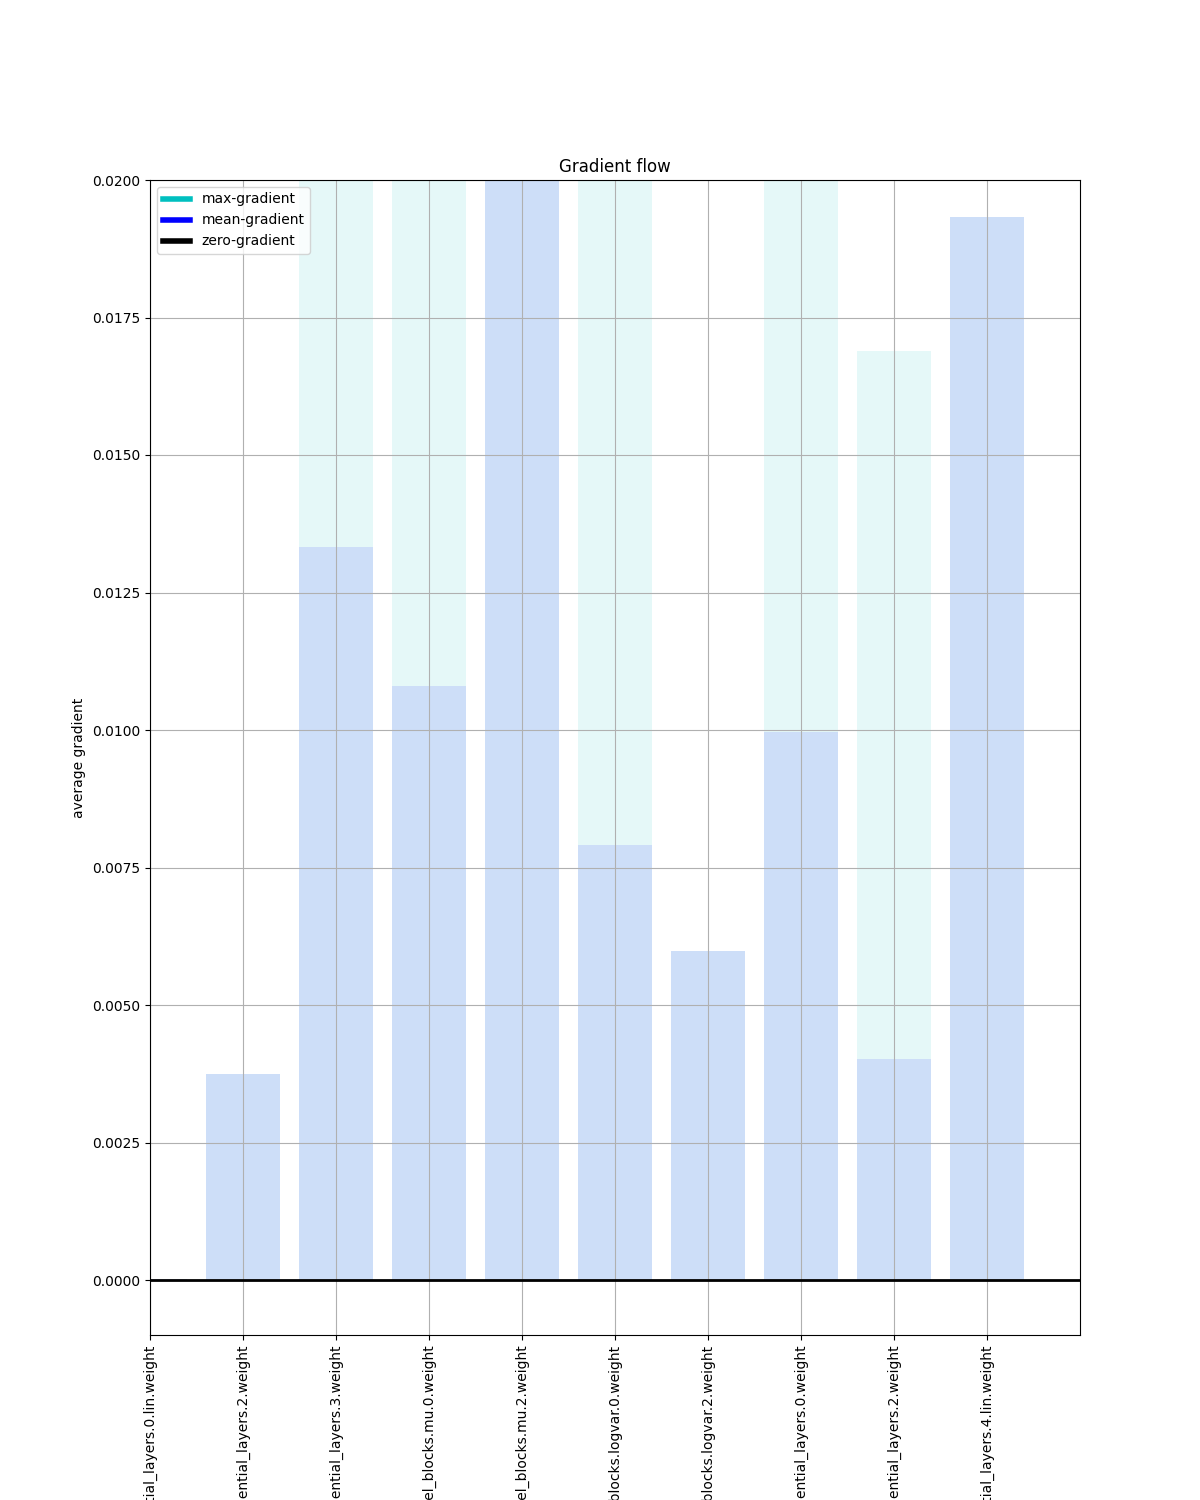 Gradient flow
max-gradient
mean-gradient
zero-gradient
0.0200
0.0175
0.0150
0.0125
0.0100
0.0075
0.0050
0.0025
0.0000
average gradient
tial_layers.0.lin.weight
ential_layers.2.weight
ential_layers.3.weight
el_blocks.mu.0.weight
el_blocks.mu.2.weight
blocks.logvar.0.weight
blocks.logvar.2.weight
ential_layers.0.weight
ential_layers.2.weight
tial_layers.4.lin.weight